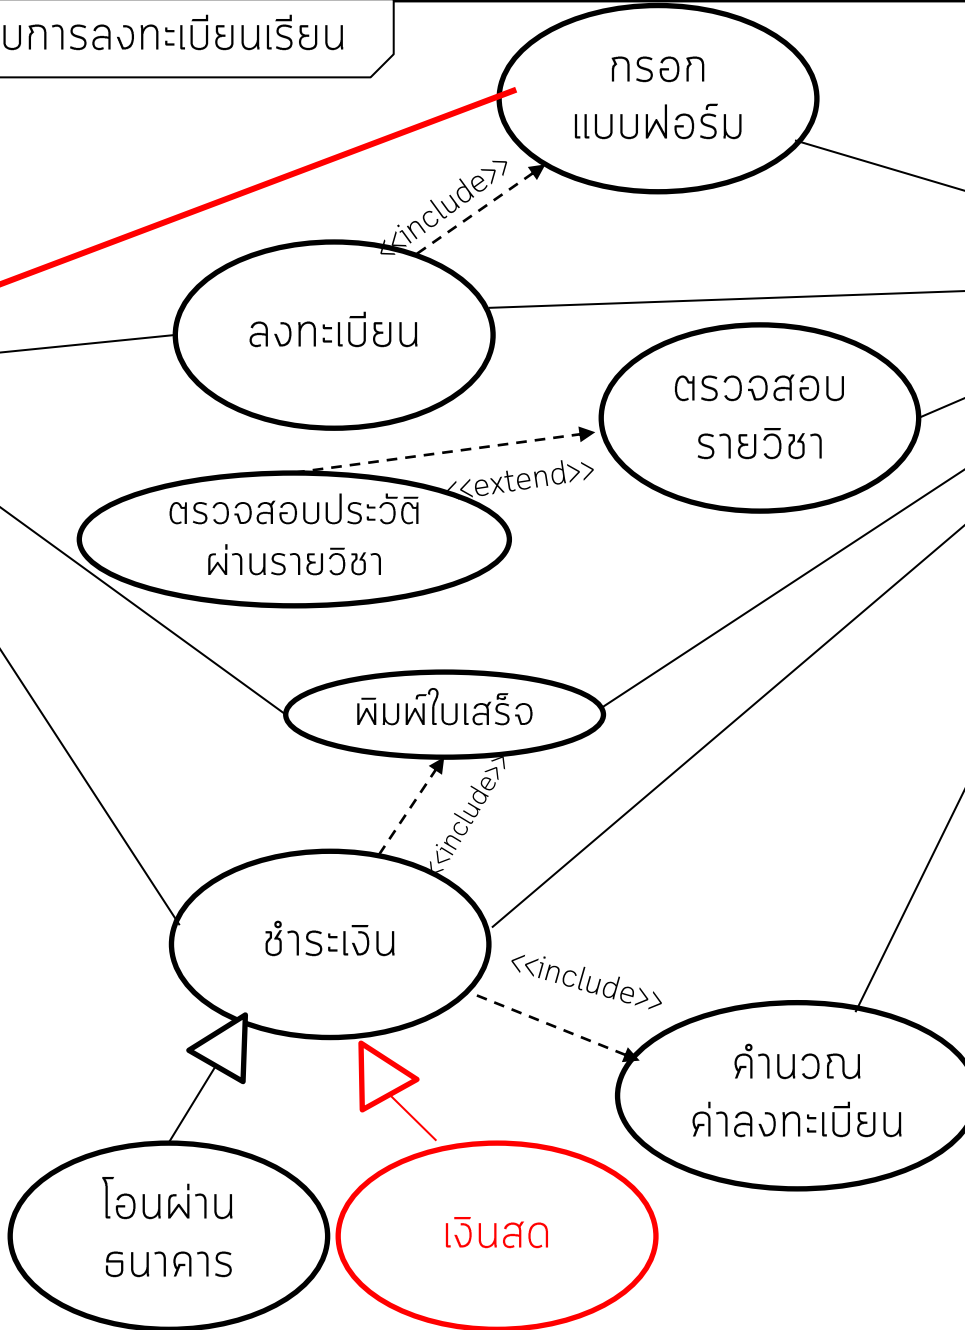 บการลงทะเบียนเรียน
กรอก
แบบฟอร์ม
<<include>>
ลงทะเบียน
ตรวจสอบ
รายวิชา
<<extend>>
ตรวจสอบประวัติ
ผ่านรายวิชา
พิมพ์ใบเสร็จ
<<include>>
ชำระเงิน
<<include>>
คำนวณ
ค่าลงทะเบียน
โอนผ่าน
ธนาคาร
เงินสด